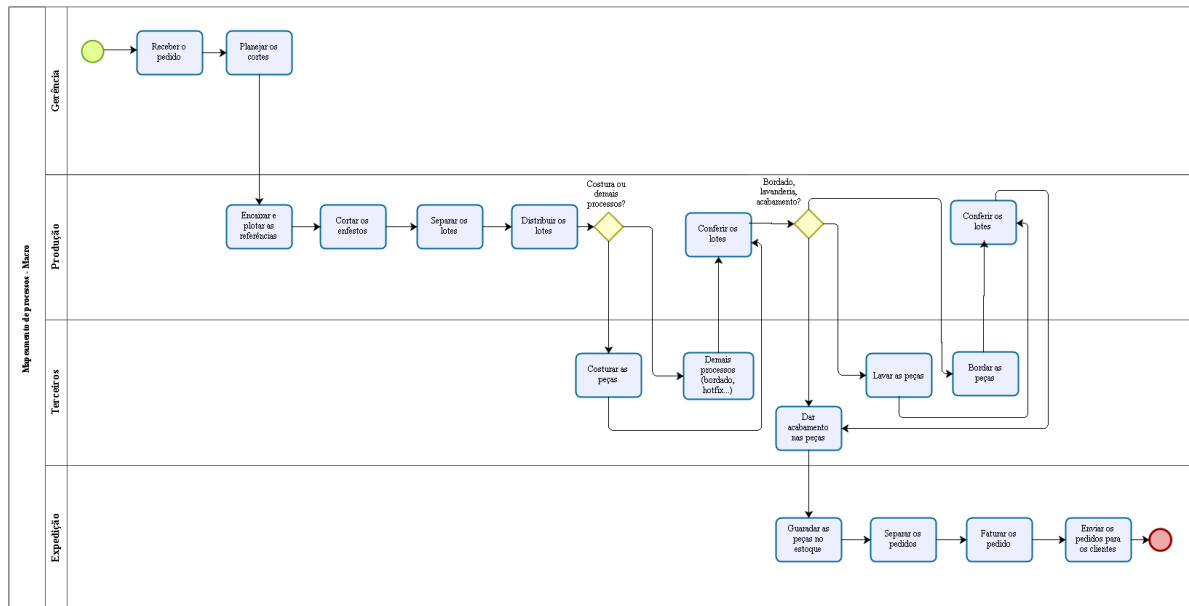 Mapeamento de processos - Macro
Gerência
Receber o
pedido
Planejar os
cortes
Produção
Encaixar e
plotar as
referências
Cortar os
enfestos
Separar os
lotes
Distribuir os
lotes
Costura ou
demais
processos?
Conferir os
lotes
Bordado,
lavanderia,
acabamento?
Conferir os
lotes
Terceiros
Costurar as
peças
Demais
processos
(bordado,
hotfix...)
Dar
acabamento
nas peças
Lavar as peças
Bordar as
peças
Expedição
Guaradar as
peças no
estoque
Separar os
pedidos
Faturar os
pedido
Enviar os
pedidos para
os clientes